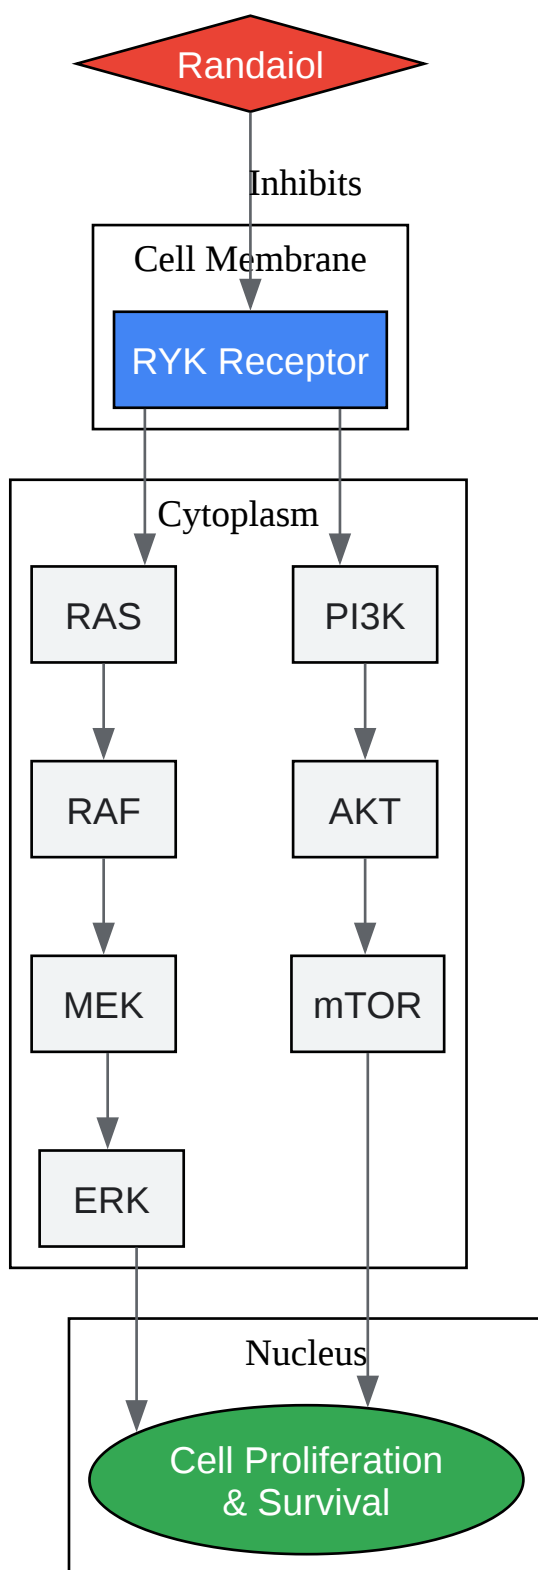 Randaiol
Inhibits
Cell Membrane
RYK Receptor
Cytoplasm
RAS
PI3K
RAF
AKT
MEK
mTOR
ERK
Nucleus
Cell Proliferation
& Survival